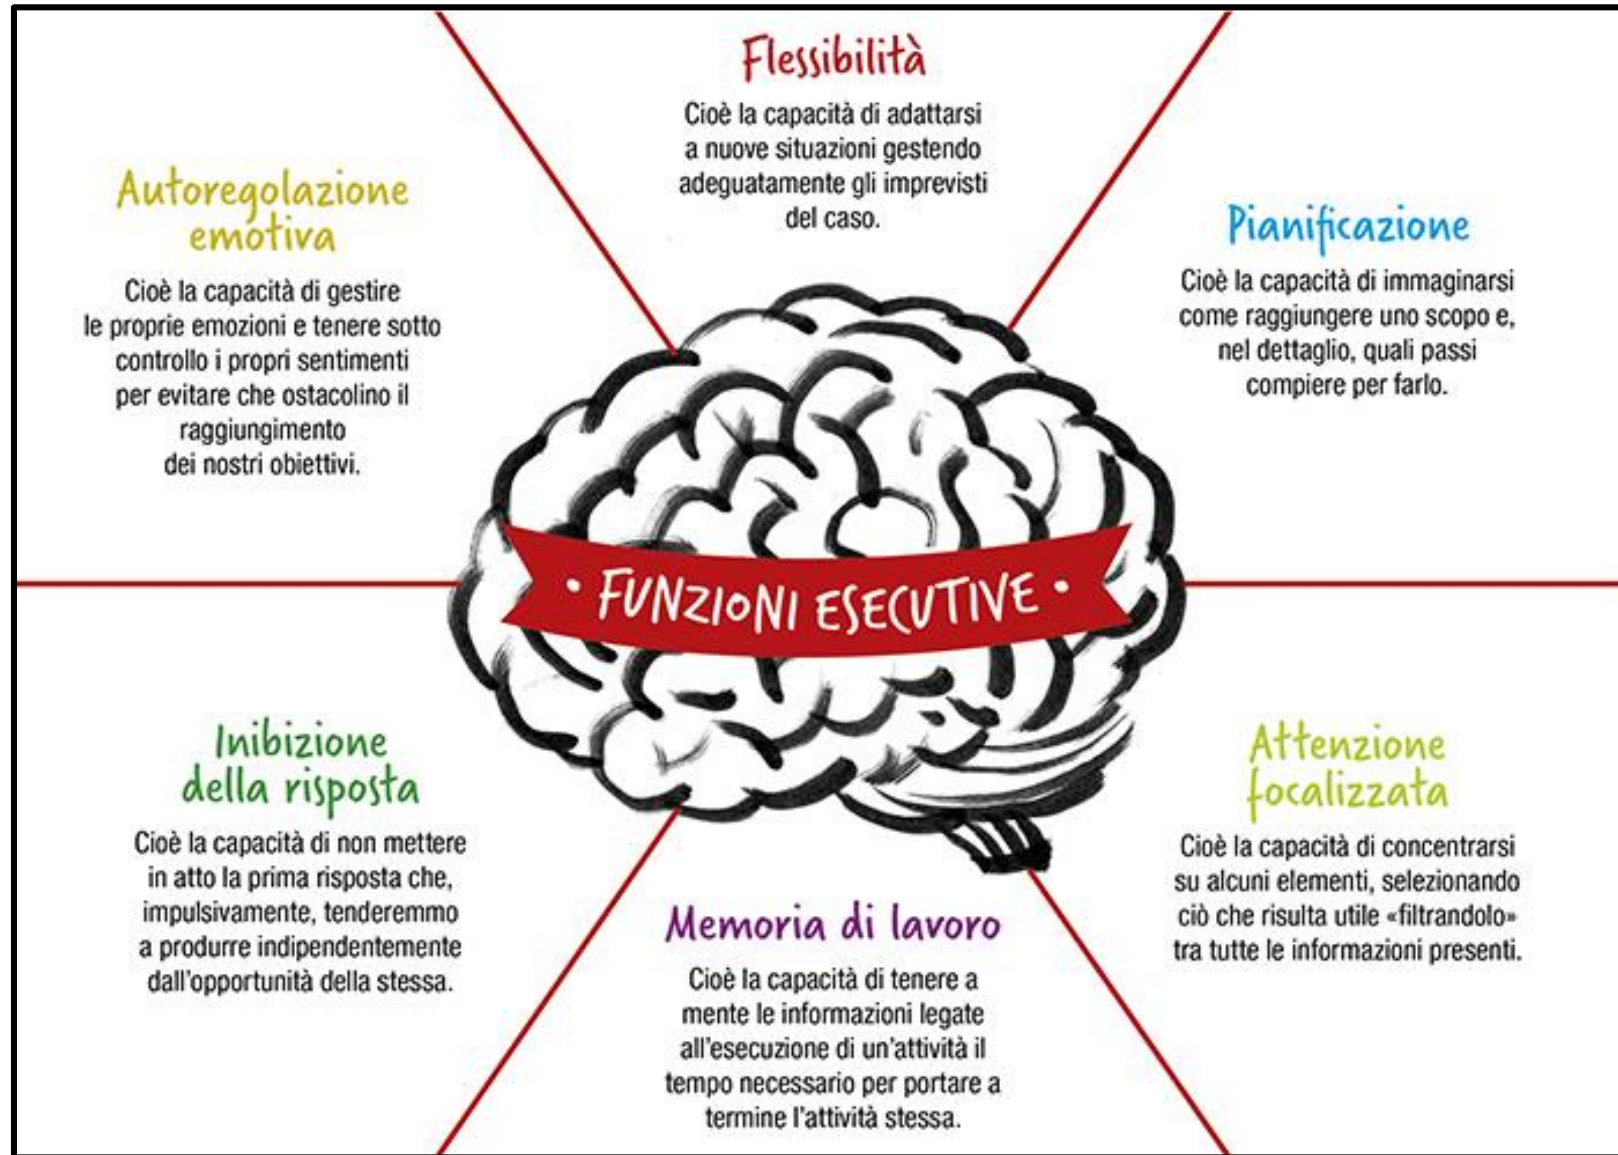 Flessibilità
Cioè la capacità di adattarsi
a nuove situazioni gestendo
adeguatamente gli imprevisti
del caso.
Autoregolazione
emotiva
Cioè la capacità di gestire
le proprie emozioni e tenere sotto
controllo i propri sentimenti
per evitare che ostacolino il
raggiungimento
dei nostri obiettivi.
Pianificazione
Cioè la capacità di immaginarsi
come raggiungere uno scopo e,
nel dettaglio, quali passi
compiere per farlo.
• FUNZIONI ESECUTIVE •
Inibizione
della risposta
Cioè la capacità di non mettere
in atto la prima risposta che,
impulsivamente, tenderemmo
a produrre indipendentemente
dall'opportunità della stessa.
Memoria di lavoro
Cioè la capacità di tenere a
mente le informazioni legate
all'esecuzione di un'attività il
tempo necessario per portare a
termine l'attività stessa.
Attenzione
focalizzata
Cioè la capacità di concentrarsi
su alcuni elementi, selezionando
ciò che risulta utile «filtrandolo»
tra tutte le informazioni presenti.